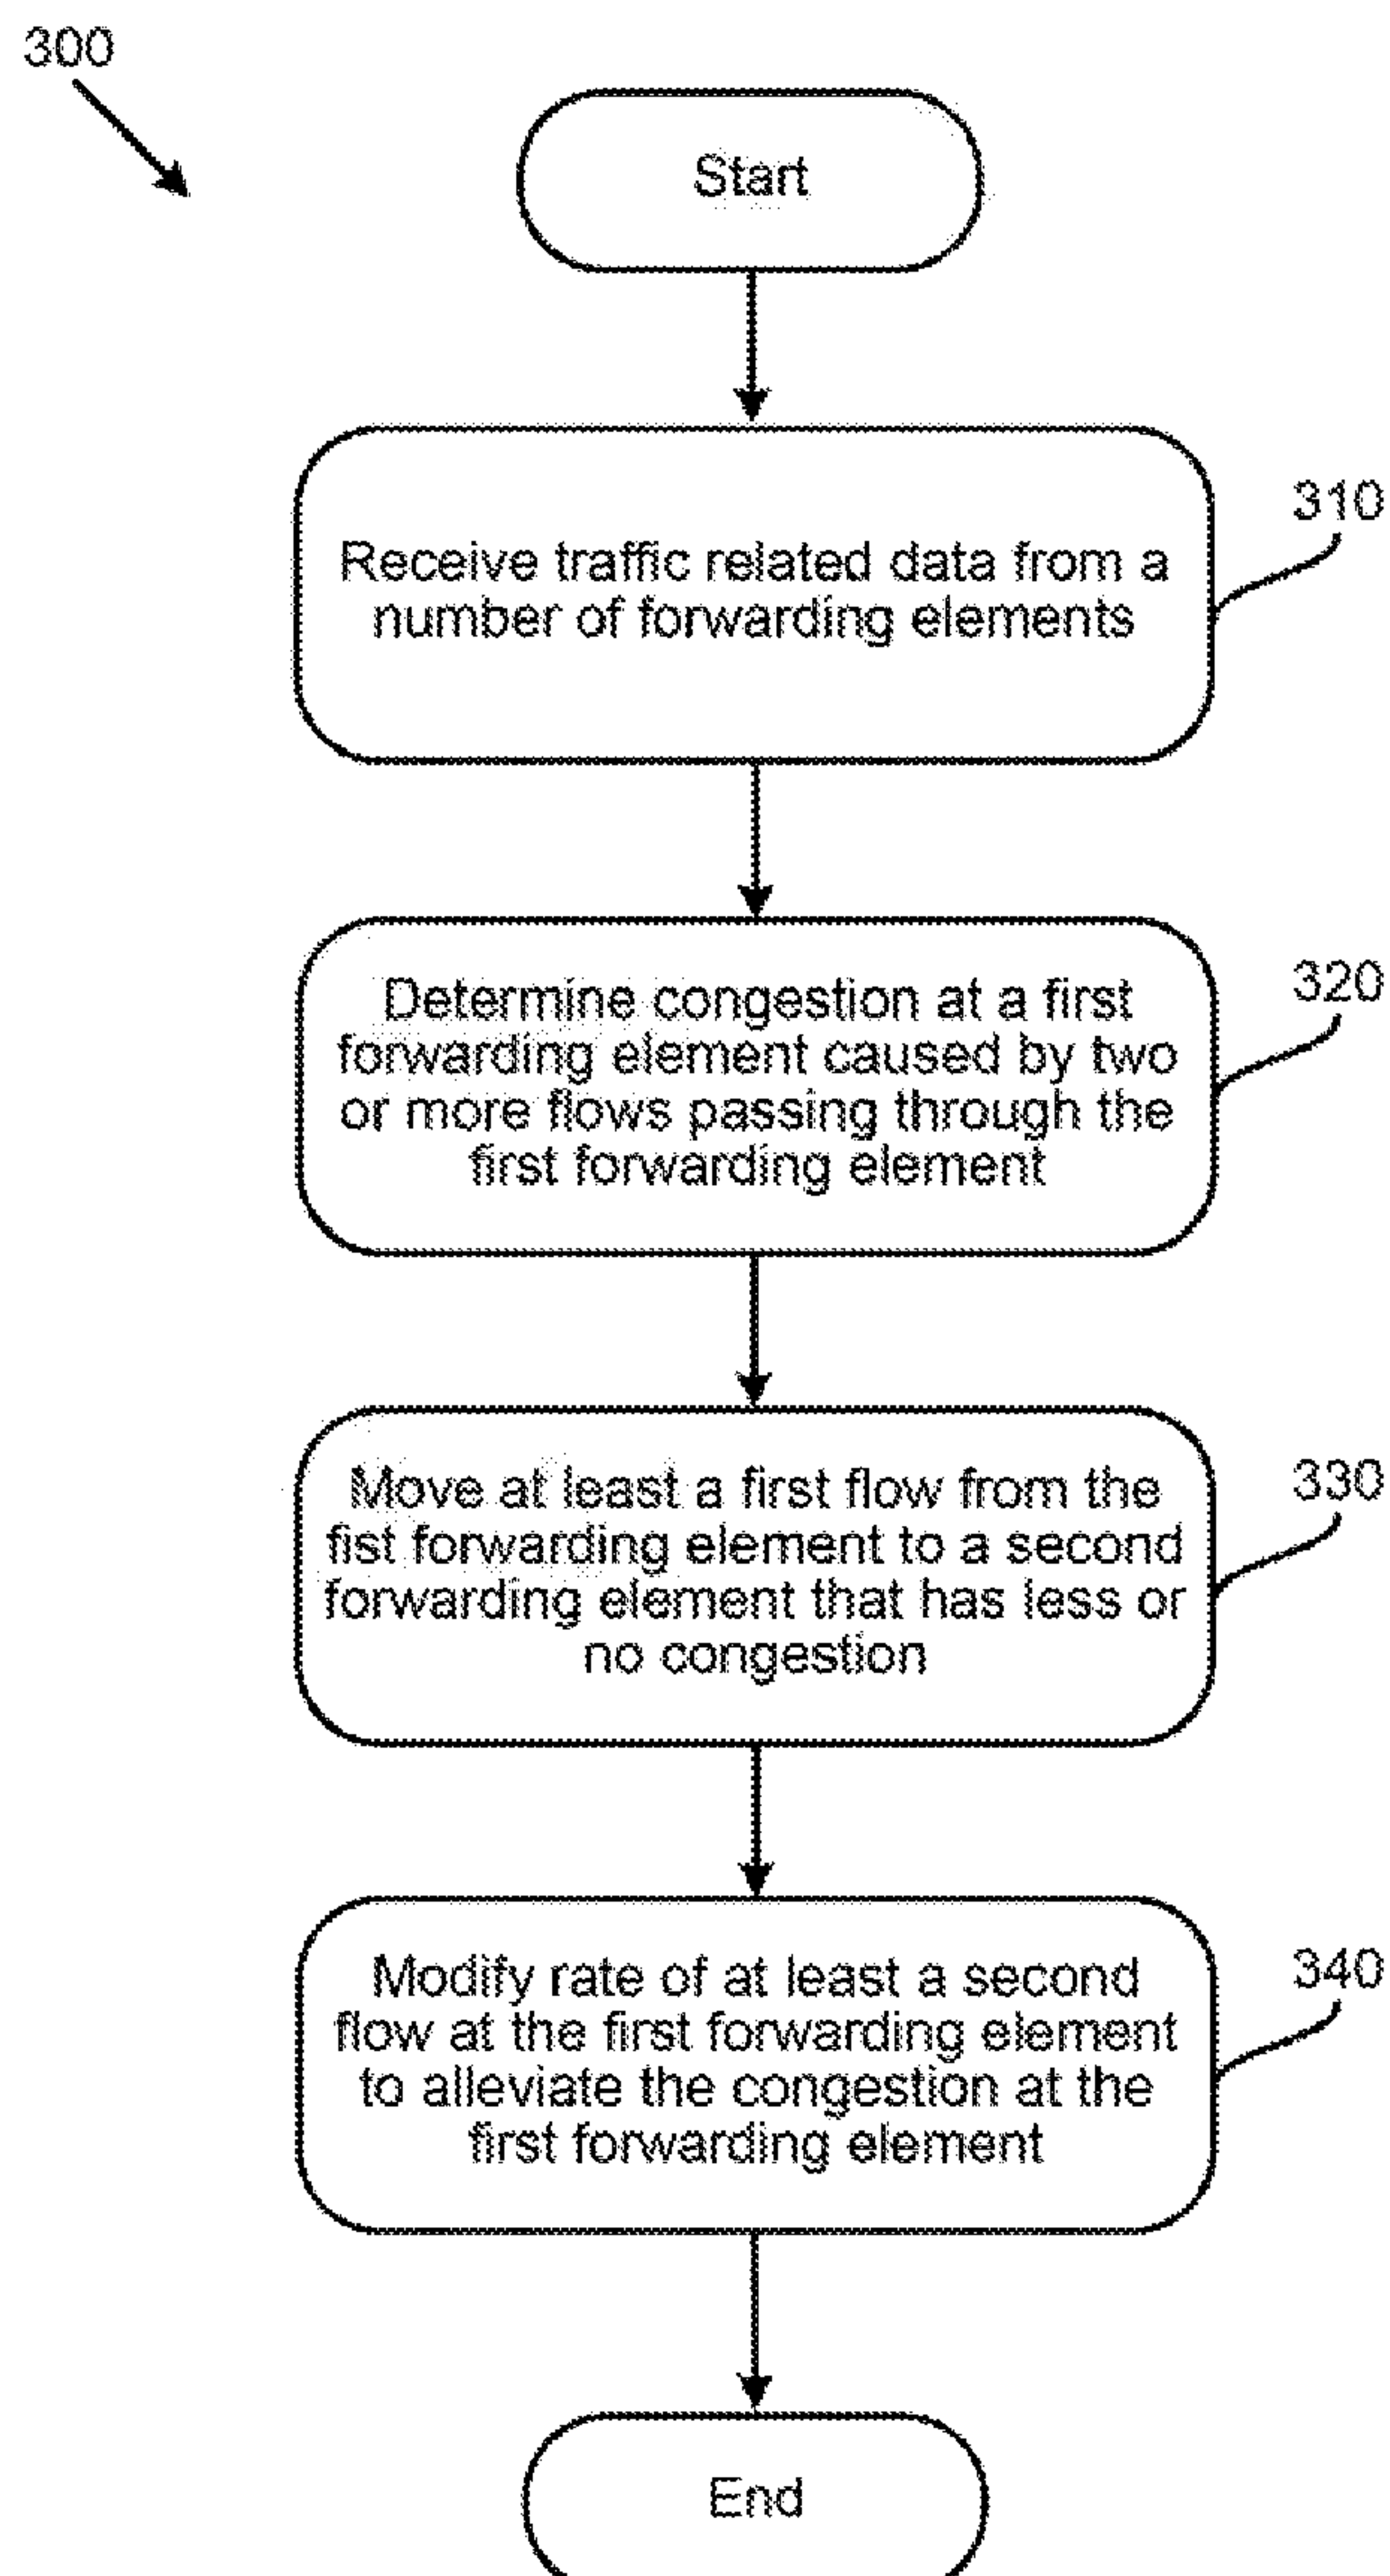 300
Start
Receive traffic related data from a
number of forwarding elements
310
Determine congestion at a first
forwarding element caused by two
or more flows passing through the
first forwarding element
320
Move at least a first flow from the
fist forwarding element to a second
forwarding element that has less or
no congestion
330
Modify rate of at least a second
flow at the first forwarding element
to alleviate the congestion at the
first forwarding element
340
End